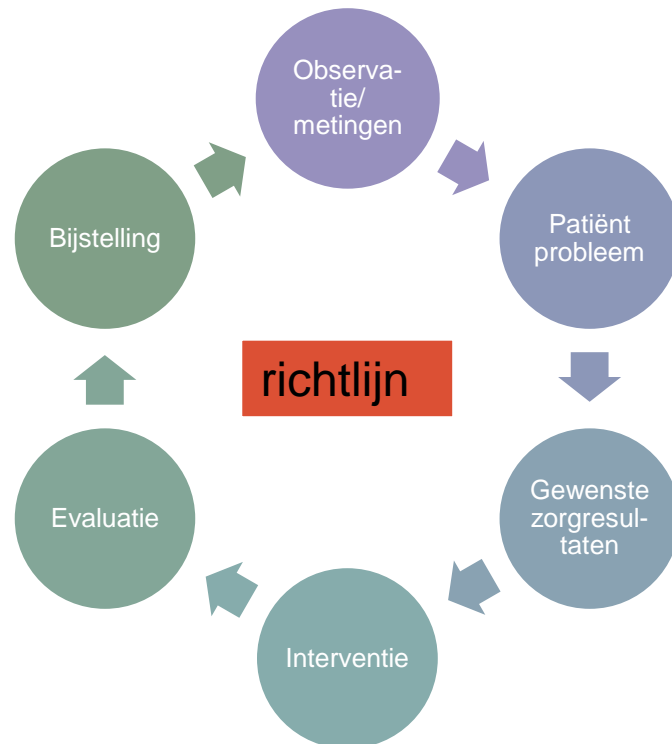 Observa-
tie/
metingen
Patiënt
probleem
Gewenste
zorgresul-
taten
Interventie
Evaluatie
Bijstelling
richtlijn